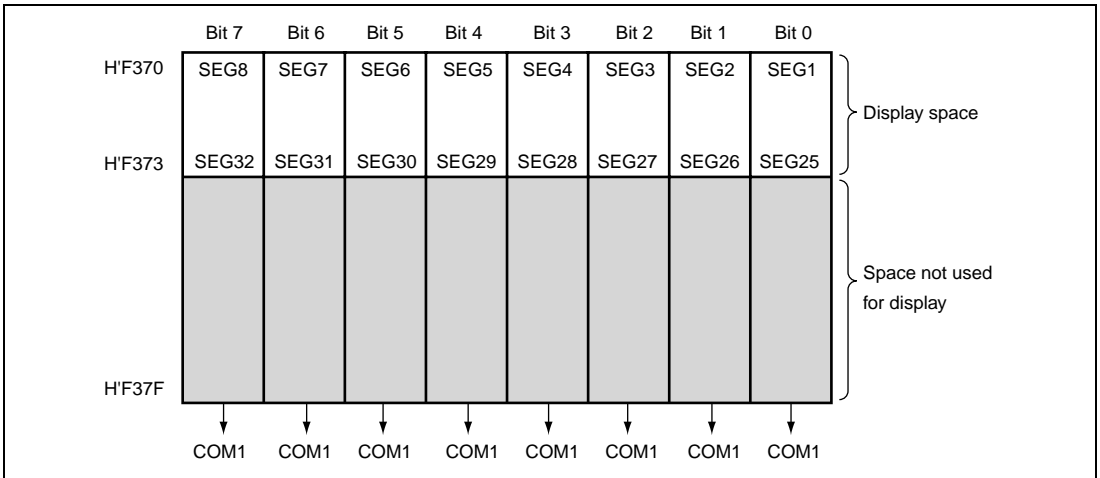 Bit 7 Bit 6 Bit 5 Bit 4 Bit 3 Bit 2 Bit 1 Bit 0
H'F370 SEG8 SEG7 SEG6 SEG5 SEG4 SEG3 SEG2 SEG1
Display space
H'F373 SEG32 SEG31 SEG30 SEG29 SEG28 SEG27 SEG26 SEG25
Space not used
for display
H'F37F
COM1 COM1 COM1 COM1 COM1 COM1 COM1 COM1